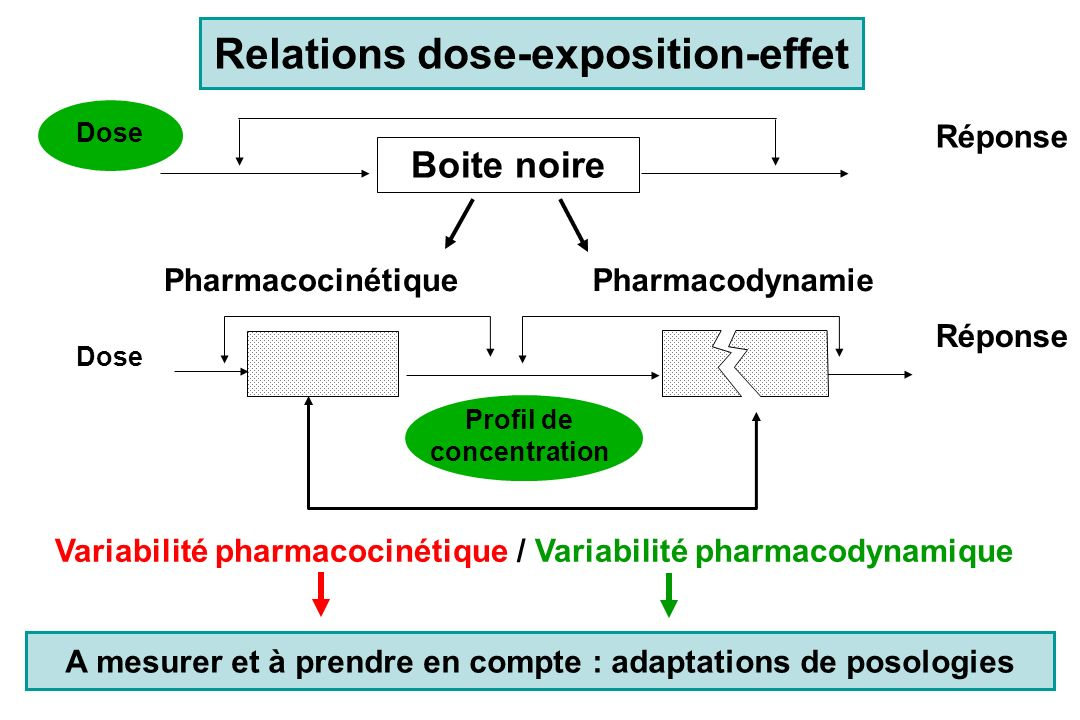 Relations dose-exposition-effet
Dose
Réponse
Boite noire
Pharmacocinétique
Pharmacodynamie
Dose
Réponse
Profil de
concentration
Variabilité pharmacocinétique / Variabilité pharmacodynamique
A mesurer et à prendre en compte : adaptations de posologies